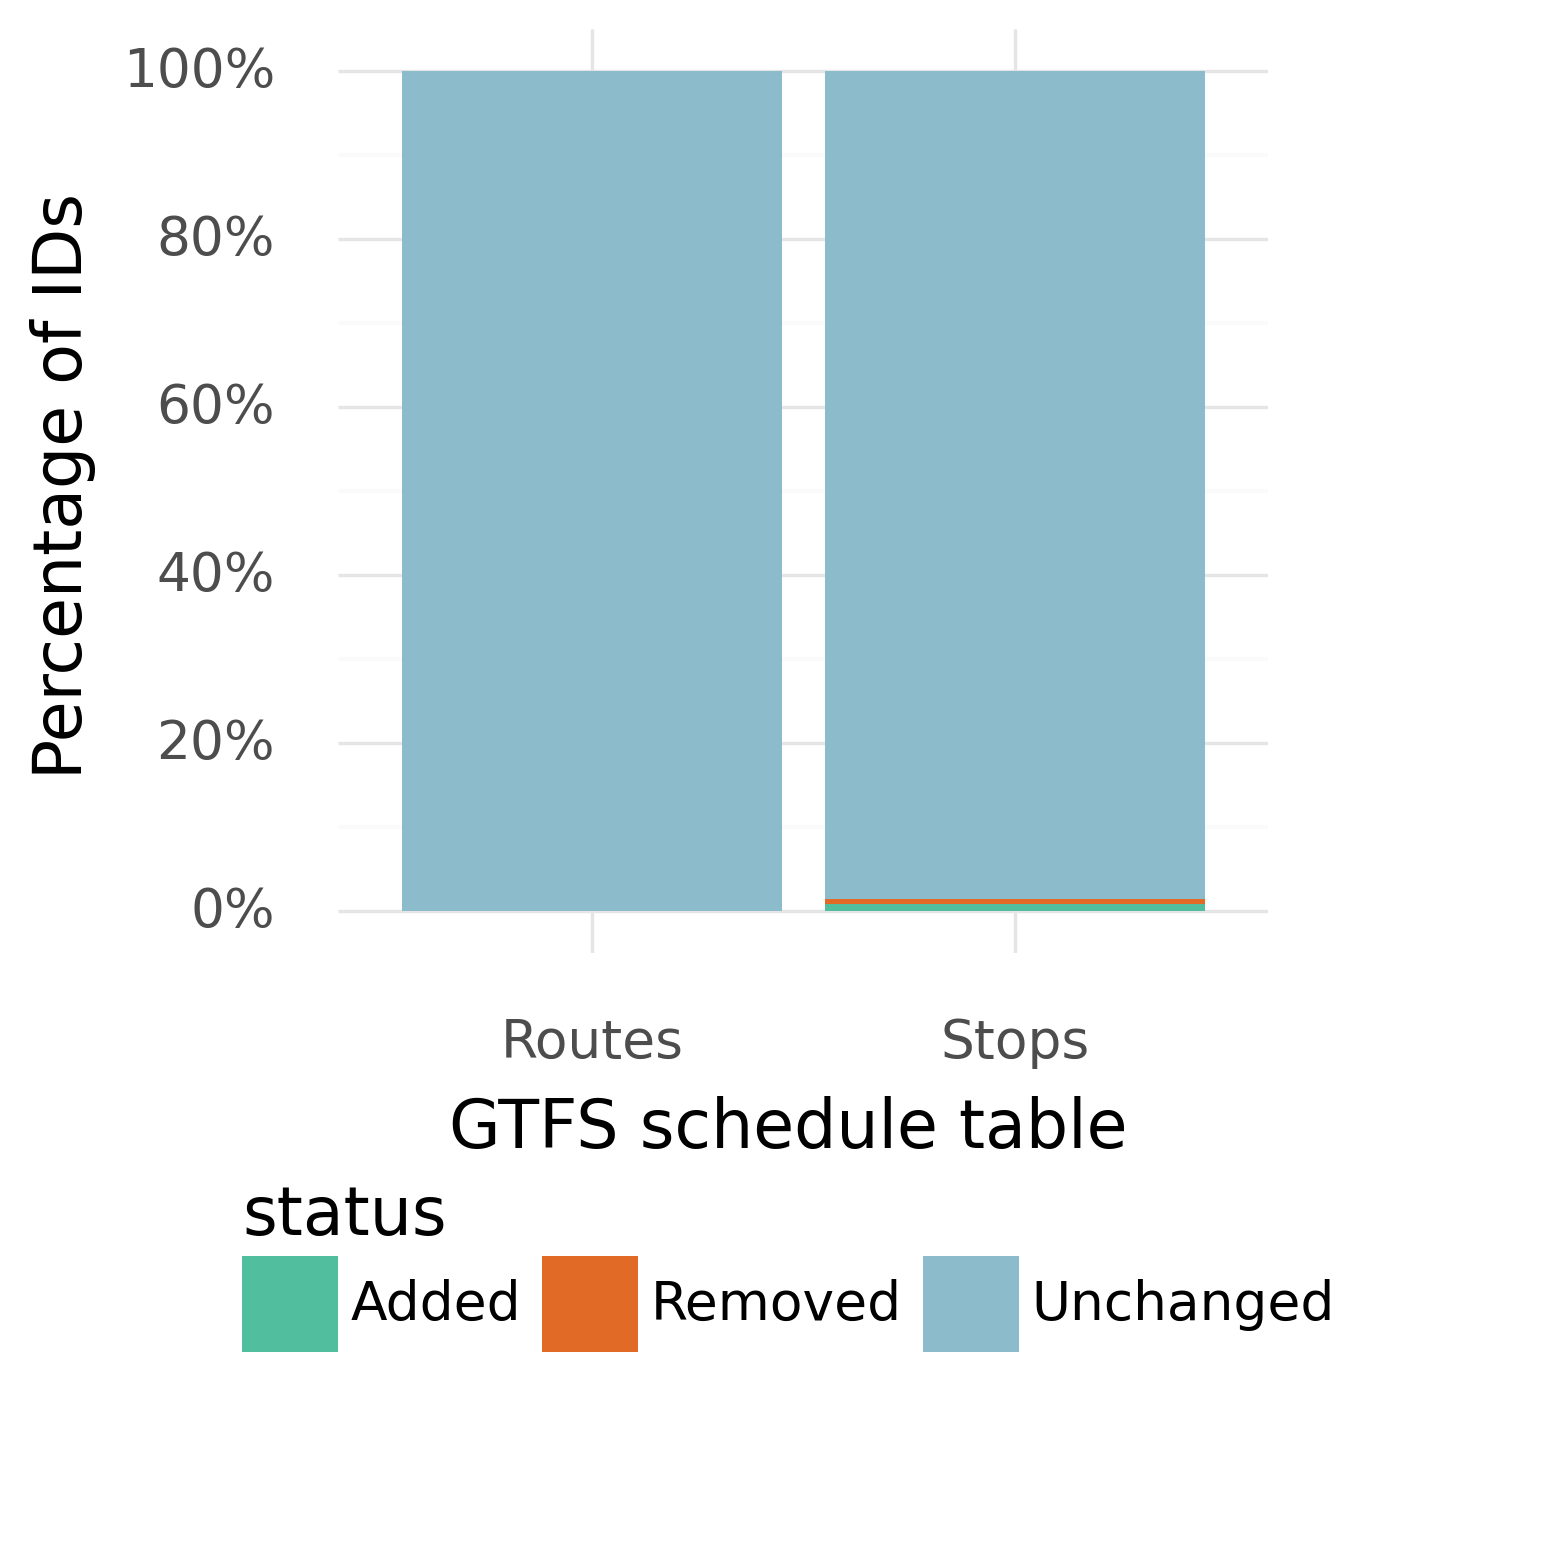 100%
80%
60%
40%
20%
0%
Percentage of IDs
Routes Stops
GTFS schedule table
status
Added Removed Unchanged